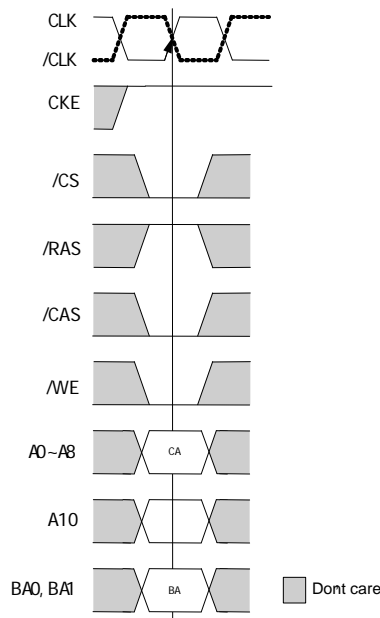 CLK
/CLK
CKE
/CS
/RAS
/CAS
/WE
A0~A8
CA
A10
BA0, BA1
BA
Dont care